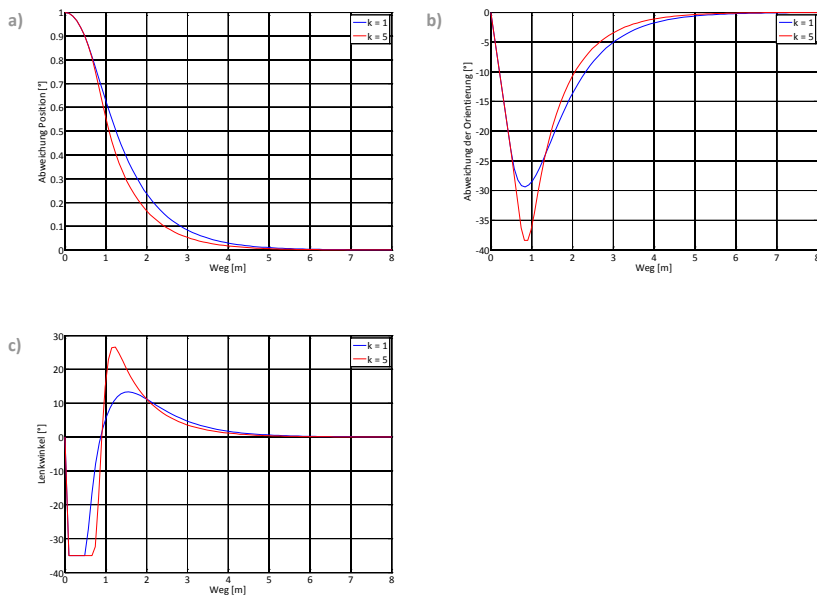 a)
1
0.9
0.8
0.7
0.6
0.5
0.4
0.3
0.2
0.1
0
Abweichung Position [°]
k = 1
k = 5
0 1 2 3 4 5 6 7 8
Weg [m]
b)
0
-5
-10
-15
-20
-25
-30
-35
-40
Abweichung der Orientierung [°]
k = 1
k = 5
0 1 2 3 4 5 6 7 8
Weg [m]
c)
30
20
10
0
-10
-20
-30
-40
Lenkwinkel [°]
k = 1
k = 5
0 1 2 3 4 5 6 7 8
Weg [m]